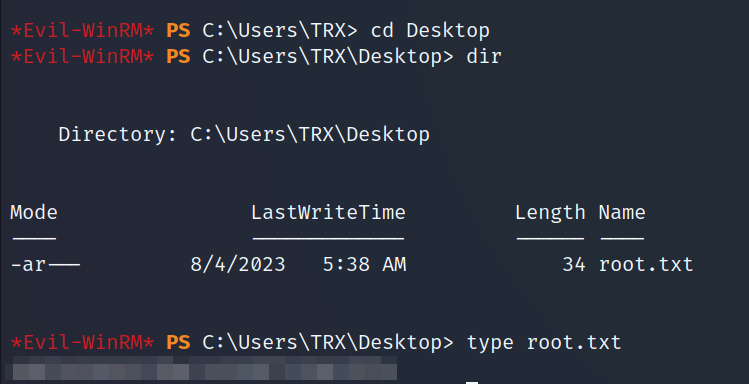 *Evil-WinRM* PS C:\Users\TRX> cd Desktop
*Evil-WinRM* PS C:\Users\TRX\Desktop> dir
Directory: C:\Users\TRX\Desktop
Mode LastWriteTime Length Name
---- ------------- ------ ----
-ar--- 8/4/2023 5:38 AM 34 root.txt
*Evil-WinRM* PS C:\Users\TRX\Desktop> type root.txt